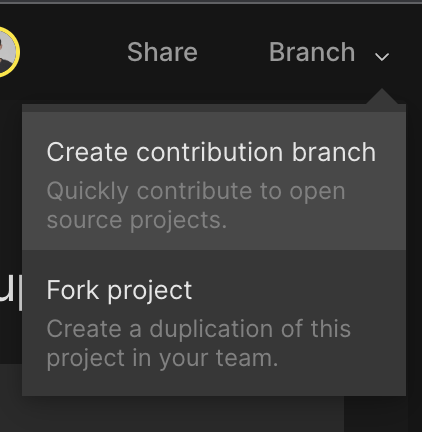 Share
Branch
Create contribution branch
Quickly contribute to open
source projects.
Fork project
Create a duplication of this
project in your team.